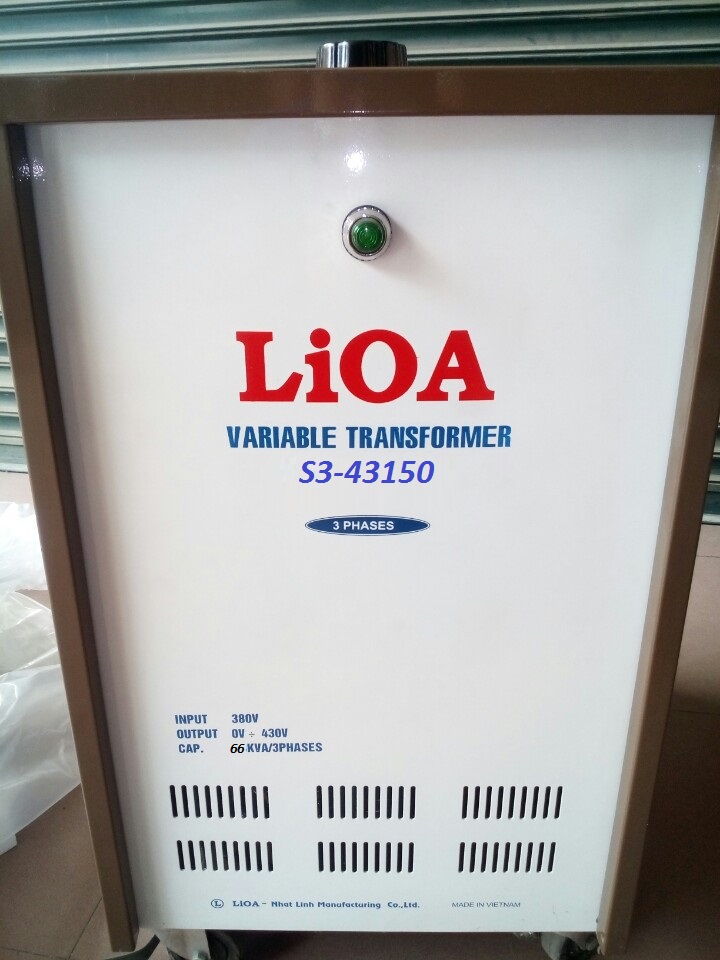 LiOA
VARIABLE TRANSFORMER
S3-43150
3 PHASES
INPUT 380V
OUTPUT 0V ÷ 430V
CAP. 66 KVA/3PHASES
L LiOA - Nhat Linh Manufacturing Co.,Ltd. MADE IN VIETNAM